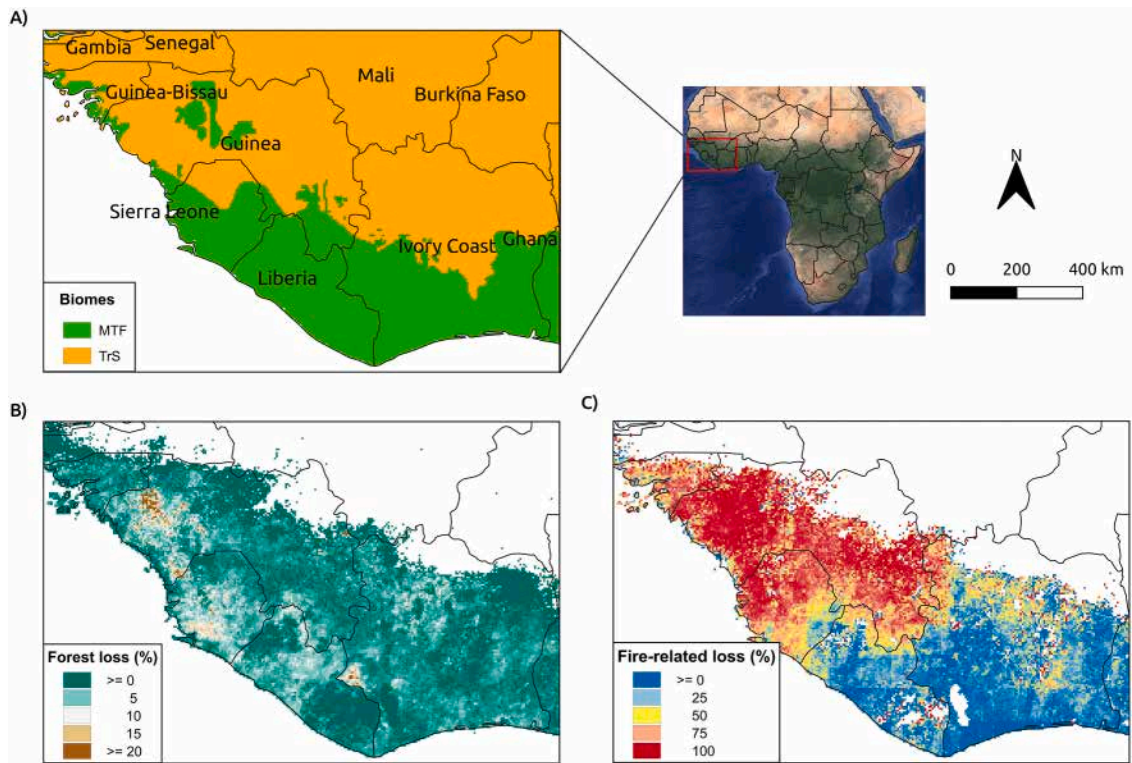 A)
Gambia
Senegal
Mali
Guinea-Bissau
Burkina Faso
Guinea
Sierra Leone
Ivory Coast
Ghana
Liberia
Biomes
MTF
TrS
N
0 200 400 km
B)
Forest loss (%)
>= 0
5
10
15
>= 20
C)
Fire-related loss (%)
>= 0
25
50
75
100